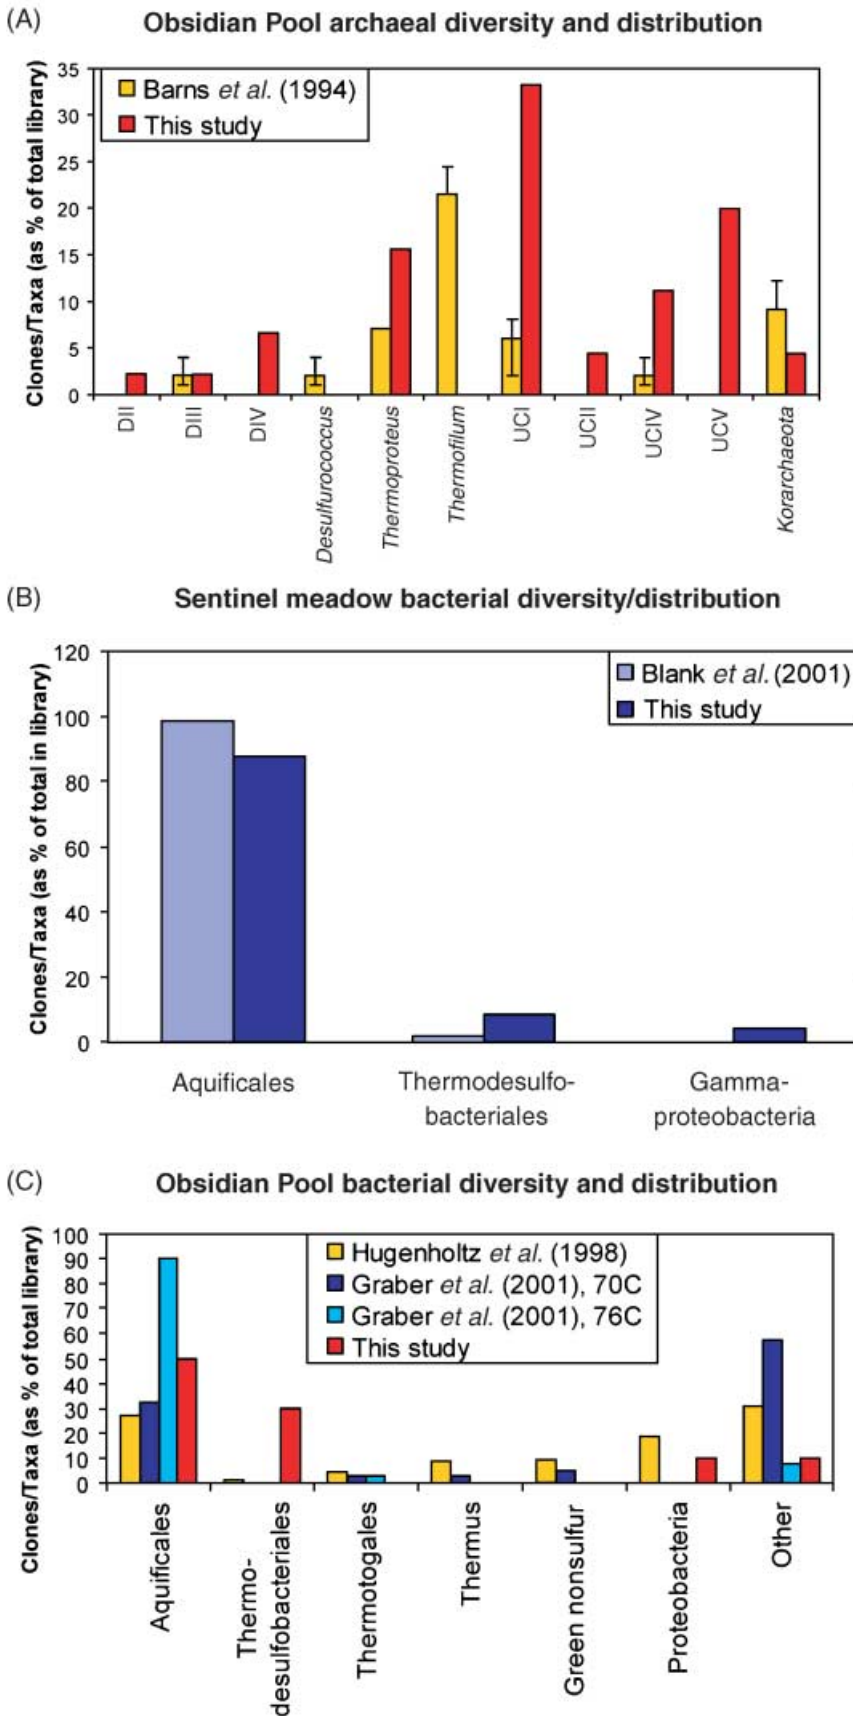 (A)
Obsidian Pool archaeal diversity and distribution
Clones/Taxa (as % of total library)
35
30
25
20
15
10
5
0
Barns et al. (1994)
This study
DII
DIII
DIV
Desulfurococcus
Thermoproteus
Thermofilum
UCI
UCII
UCIV
UCV
Korarchaeota
(B)
Sentinel meadow bacterial diversity/distribution
Clones/Taxa (as % of total in library)
120
100
80
60
40
20
0
Blank et al. (2001)
This study
Aquificales
Thermodesulfo-
bacteriales
Gamma-
proteobacteria
(C)
Obsidian Pool bacterial diversity and distribution
Clones/Taxa (as % of total library)
100
90
80
70
60
50
40
30
20
10
0
Hugenholtz et al. (1998)
Graber et al. (2001), 70C
Graber et al. (2001), 76C
This study
Aquificales
Thermo-
desulfobacteriales
Thermotogales
Thermus
Green nonsulfur
Proteobacteria
Other